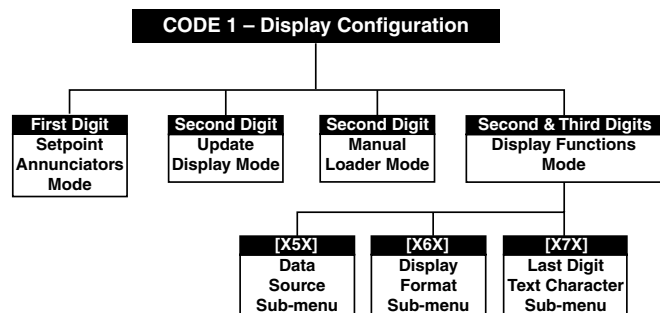 CODE 1 – Display Configuration
First Digit
Setpoint
Annunciators
Mode
Second Digit
Update
Display Mode
Second Digit
Manual
Loader Mode
Second & Third Digits
Display Functions
Mode
[X5X]
Data
Source
Sub-menu
[X6X]
Display
Format
Sub-menu
[X7X]
Last Digit
Text Character
Sub-menu